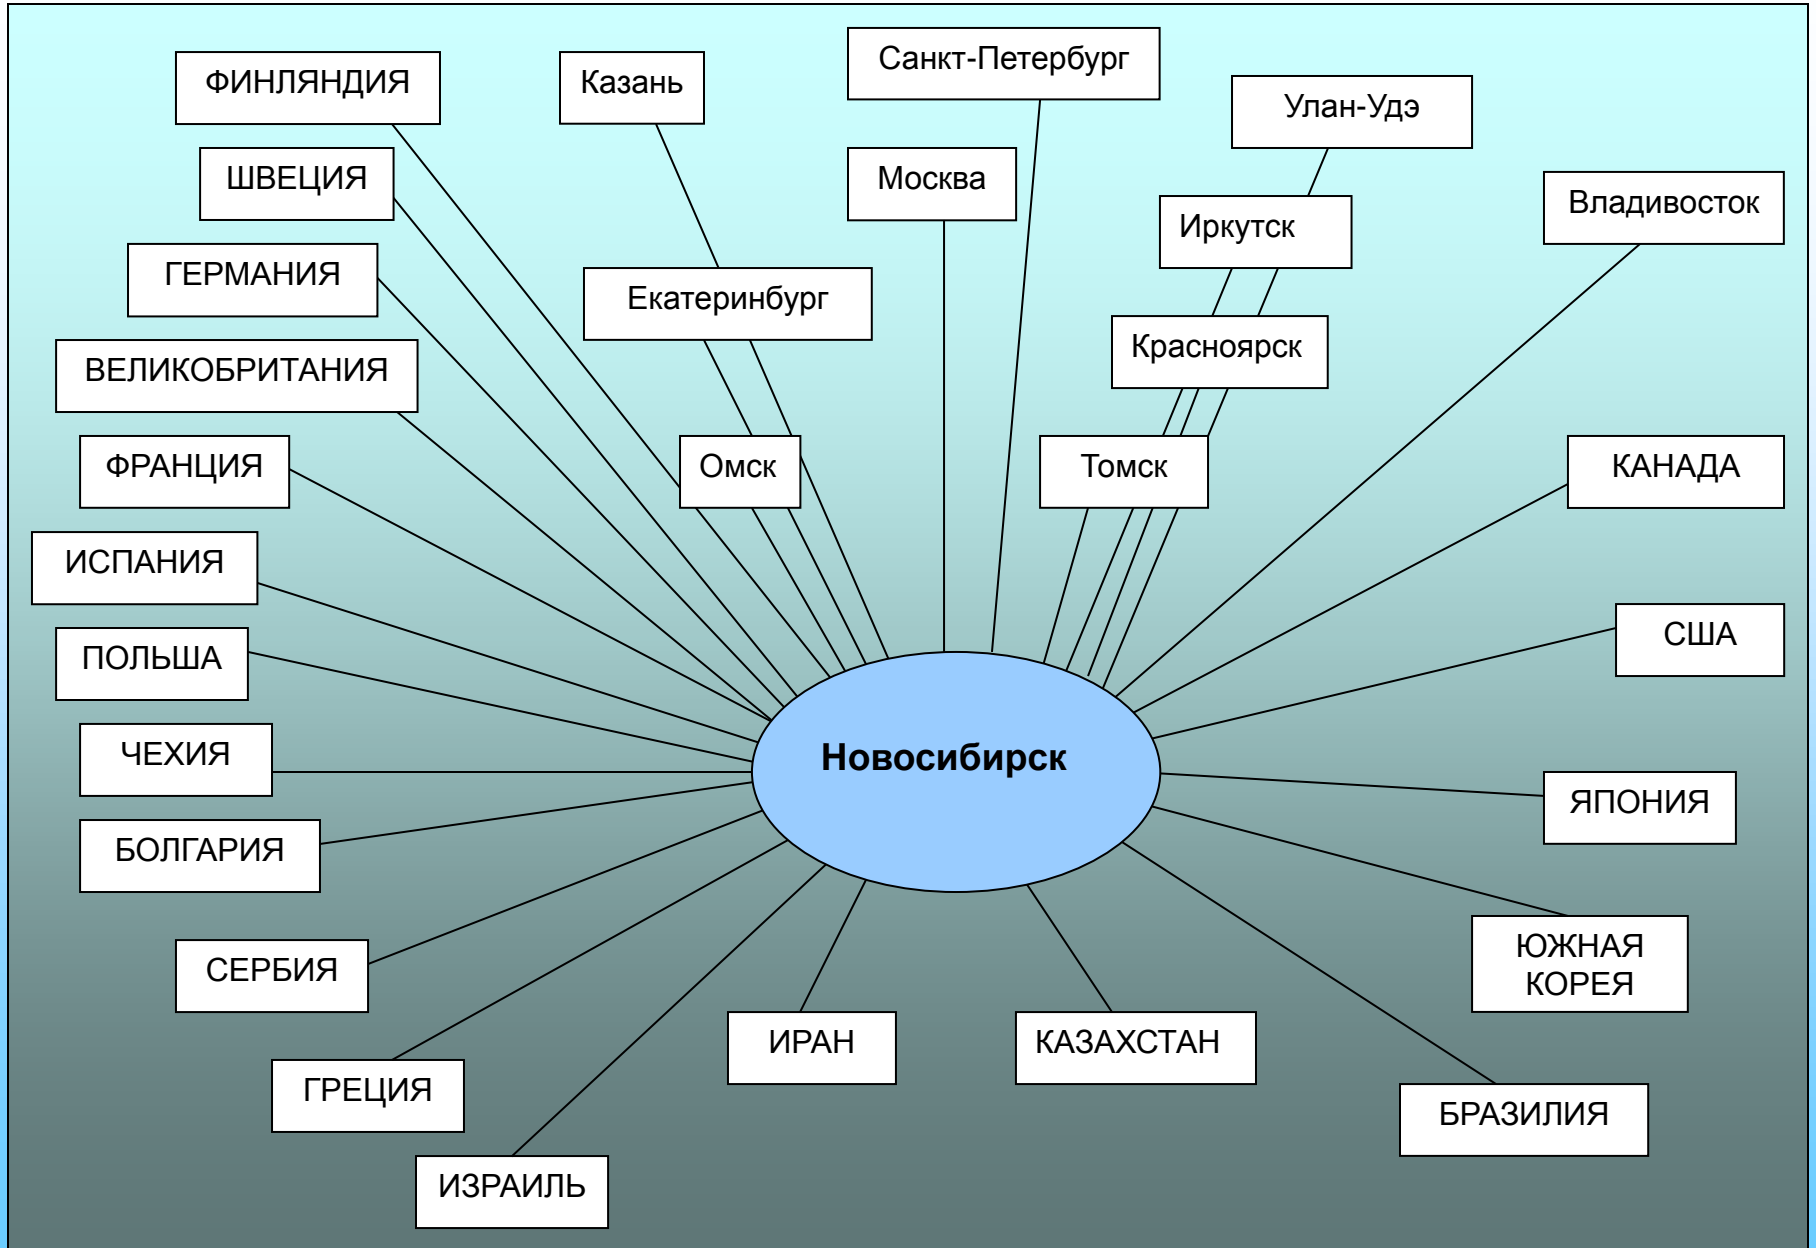 Санкт-Петербург
ФИНЛЯНДИЯ
Казань
Улан-Удэ
ШВЕЦИЯ
Москва
Владивосток
Иркутск
ГЕРМАНИЯ
Екатеринбург
Красноярск
ВЕЛИКОБРИТАНИЯ
ФРАНЦИЯ
Омск
Томск
КАНАДА
ИСПАНИЯ
США
ПОЛЬША
ЧЕХИЯ
Новосибирск
ЯПОНИЯ
БОЛГАРИЯ
ЮЖНАЯ
КОРЕЯ
СЕРБИЯ
ИРАН
КАЗАХСТАН
ГРЕЦИЯ
БРАЗИЛИЯ
ИЗРАИЛЬ